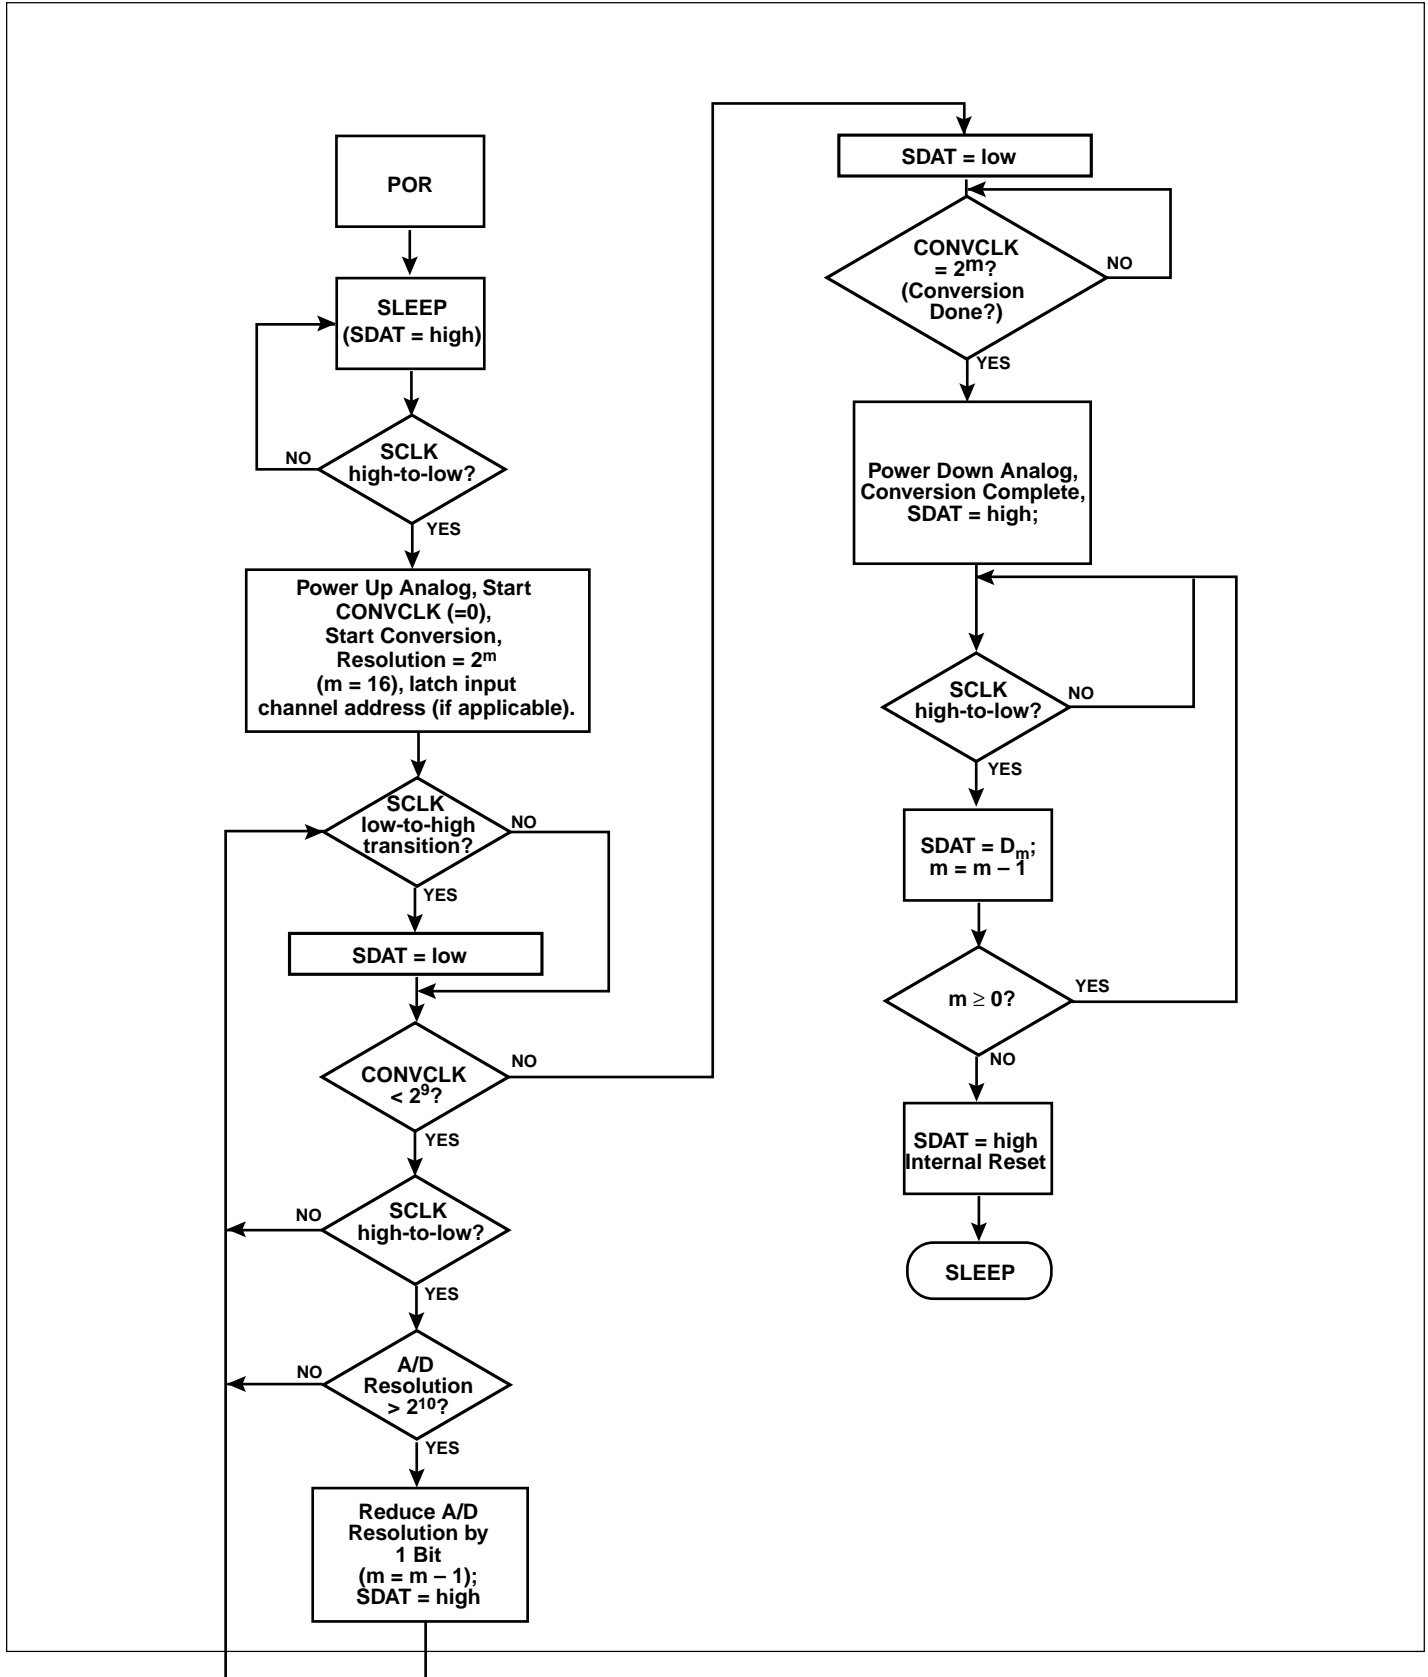 POR
SLEEP
(SDAT = high)
SCLK
high-to-low?
NO
YES
Power Up Analog, Start
CONVCLK (=0),
Start Conversion,
Resolution = 2ᵐ
(m = 16), latch input
channel address (if applicable).
SCLK
low-to-high
transition?
NO
YES
SDAT = low
CONVCLK
< 2⁹?
NO
YES
SCLK
high-to-low?
NO
YES
A/D
Resolution
> 2¹⁰?
NO
YES
Reduce A/D
Resolution by
1 Bit
(m = m – 1);
SDAT = high
SDAT = low
CONVCLK
= 2ᵐ?
(Conversion
Done?)
NO
YES
Power Down Analog,
Conversion Complete,
SDAT = high;
SCLK
high-to-low?
NO
YES
SDAT = Dₘ;
m = m – 1
m ≥ 0?
YES
NO
SDAT = high
Internal Reset
SLEEP